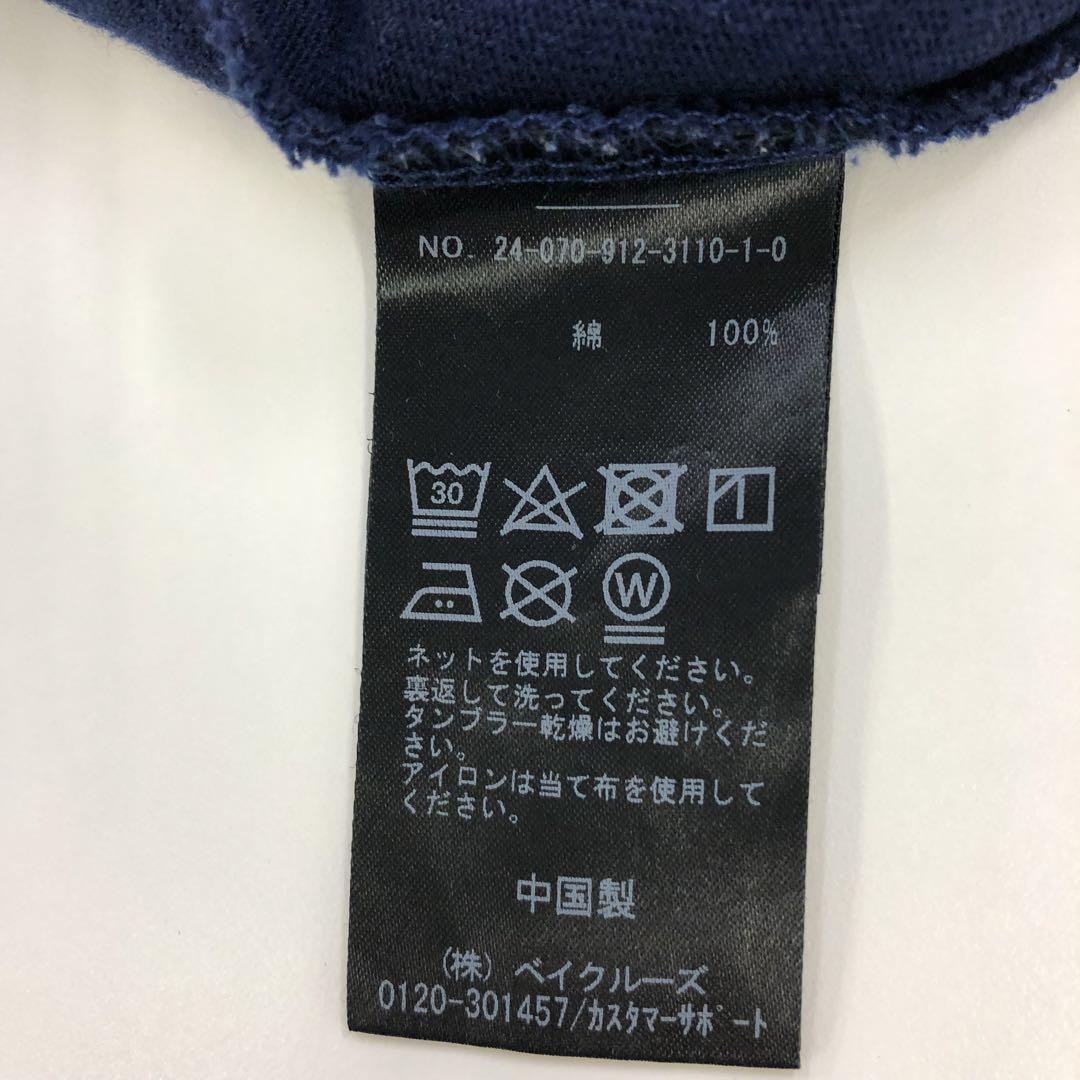 NO. 24-070-912-3110-1-0
綿 100%
30
W
ネットを使用してください。
裏返して洗ってください。
タンブラー乾燥はお避けくだ
さい。
アイロンは当て布を使用して
ください。
中国製
(株) ベイクルーズ
0120-301457/カスタマーサポート